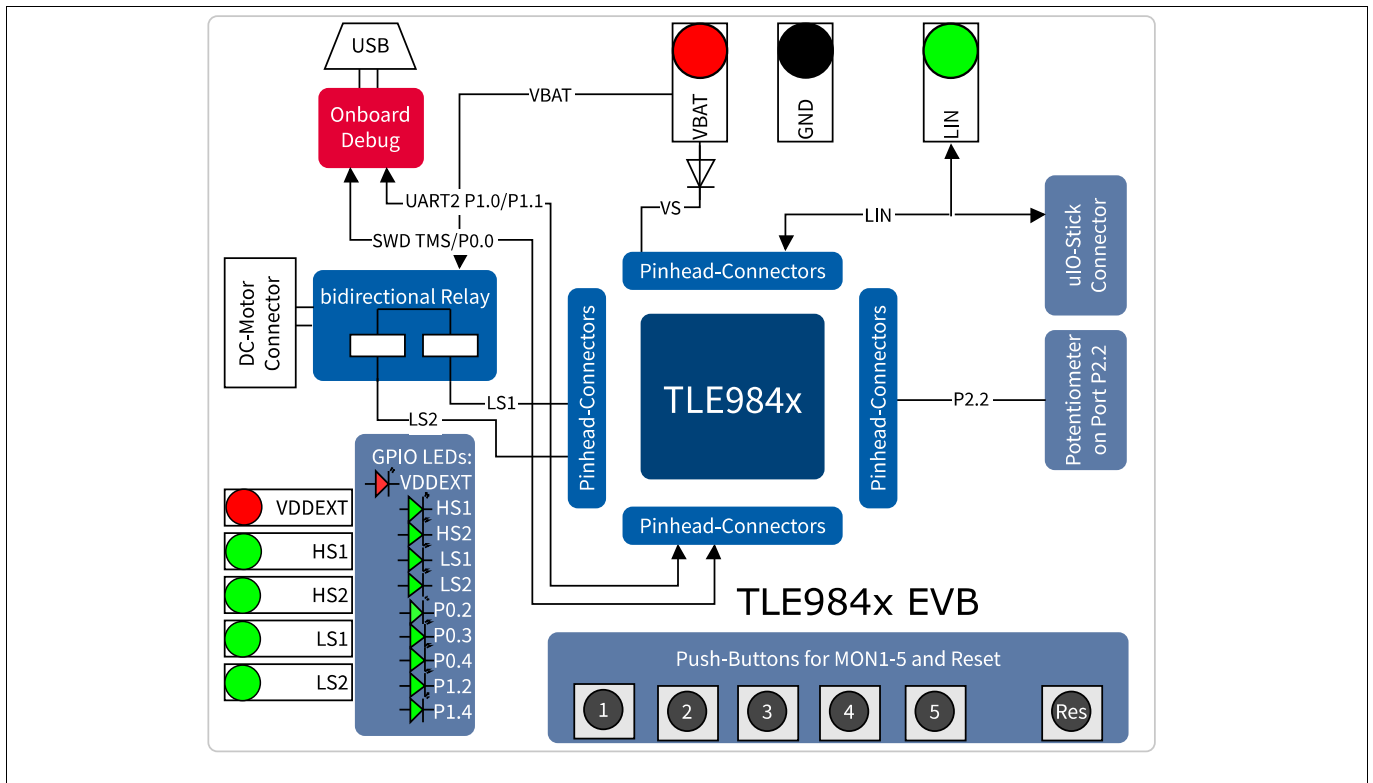 USB
Onboard
Debug
VBAT
VBAT
GND
LIN
UART2 P1.0/P1.1
VS
LIN
SWD TMS/P0.0
uIO-Stick
Connector
Pinhead-Connectors
DC-Motor
Connector
bidirectional Relay
Pinhead-Connectors
TLE984x
Pinhead-Connectors
P2.2
Potentiometer
on Port P2.2
LS1
LS2
GPIO LEDs:
VDDEXT
HS1
HS2
LS1
LS2
P0.2
P0.3
P0.4
P1.2
P1.4
VDDEXT
HS1
HS2
LS1
LS2
Pinhead-Connectors
TLE984x EVB
Push-Buttons for MON1-5 and Reset
1
2
3
4
5
Res